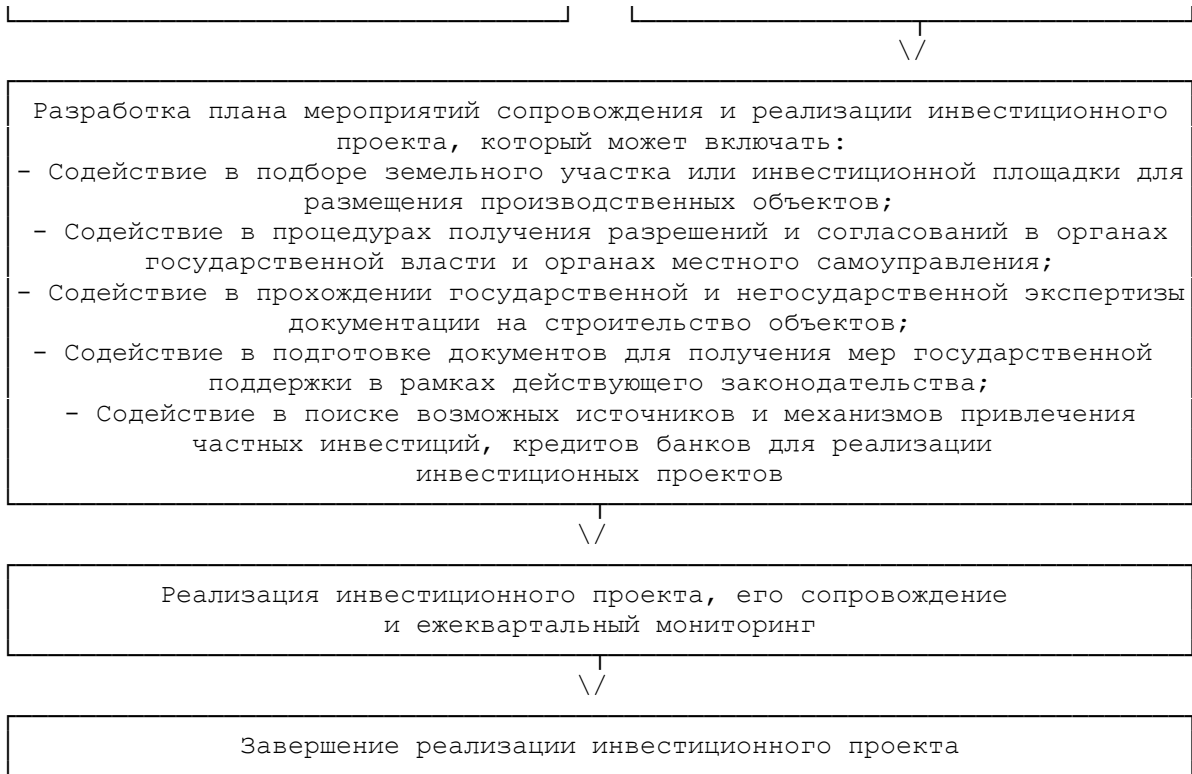 \/
Разработка плана мероприятий сопровождения и реализации инвестиционного
проекта, который может включать:
- Содействие в подборе земельного участка или инвестиционной площадки для
размещения производственных объектов;
- Содействие в процедурах получения разрешений и согласований в органах
государственной власти и органах местного самоуправления;
- Содействие в прохождении государственной и негосударственной экспертизы
документации на строительство объектов;
- Содействие в подготовке документов для получения мер государственной
поддержки в рамках действующего законодательства;
- Содействие в поиске возможных источников и механизмов привлечения
частных инвестиций, кредитов банков для реализации
инвестиционных проектов
\/
Реализация инвестиционного проекта, его сопровождение
и ежеквартальный мониторинг
\/
Завершение реализации инвестиционного проекта